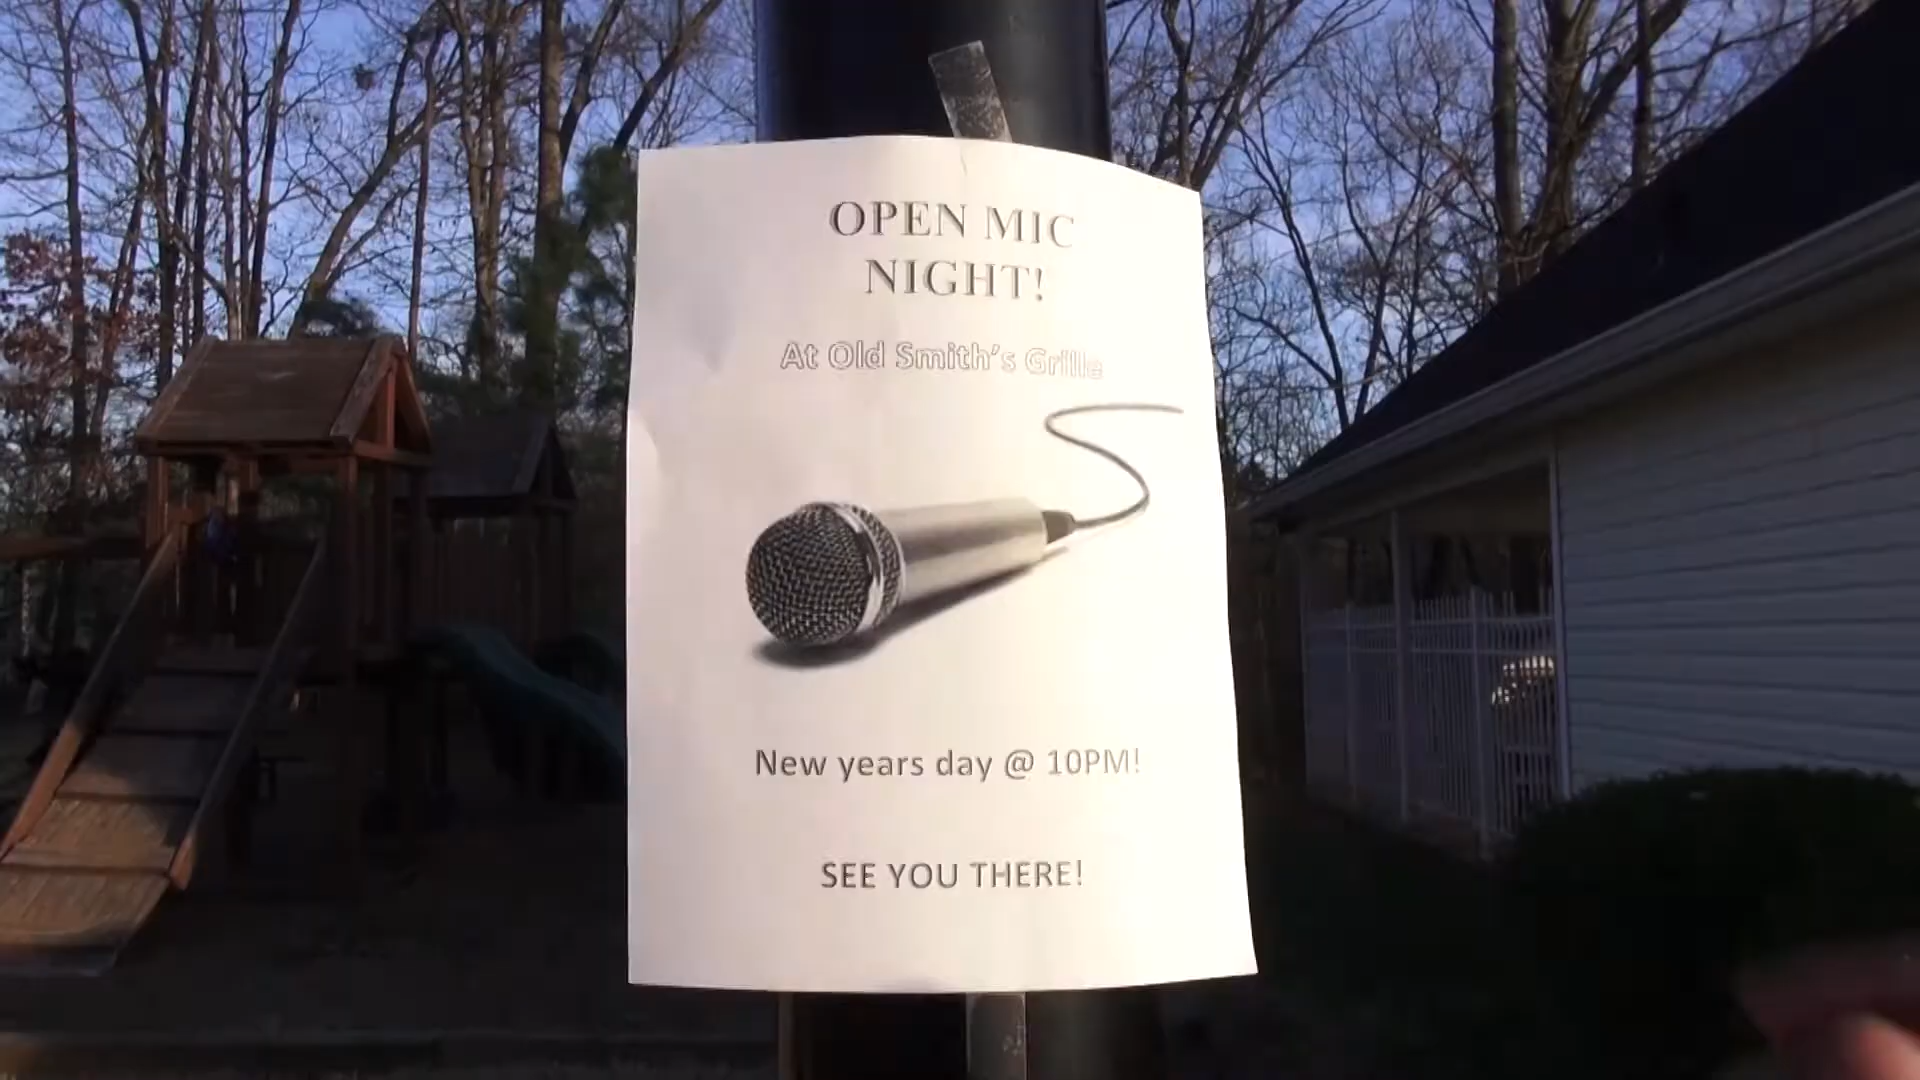 OPEN MIC
NIGHT!
At Old Smith's Grille
New years day @ 10PM!
SEE YOU THERE!